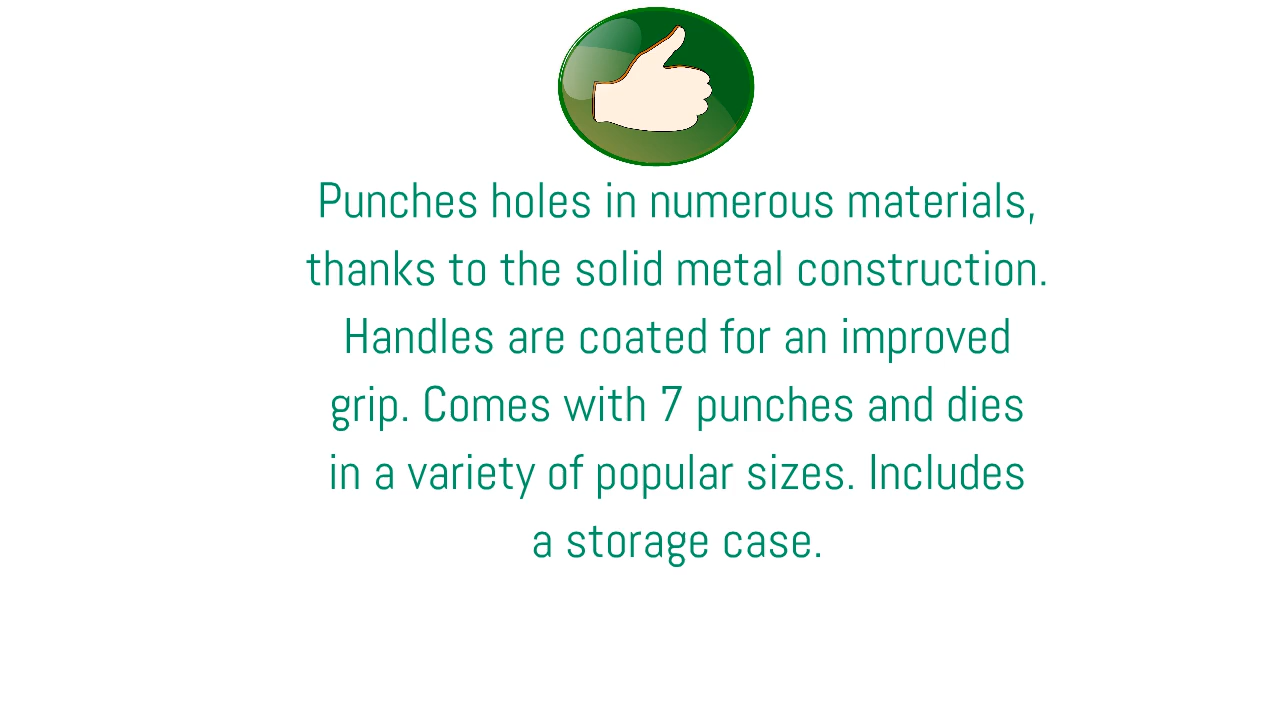 Punches holes in numerous materials,
thanks to the solid metal construction.
Handles are coated for an improved
grip. Comes with 7 punches and dies
in a variety of popular sizes. Includes
a storage case.